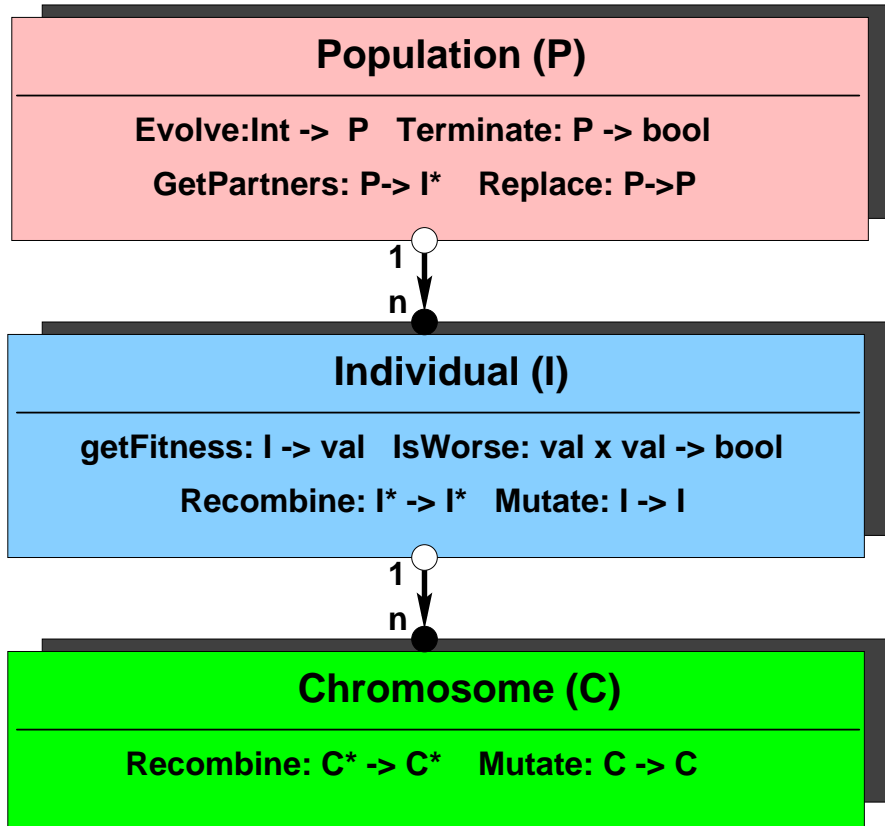 Population (P)
Evolve:Int -> P   Terminate: P -> bool
GetPartners: P-> I*   Replace: P->P
1
n
Individual (I)
getFitness: I -> val   IsWorse: val x val -> bool
Recombine: I* -> I*   Mutate: I -> I
1
n
Chromosome (C)
Recombine: C* -> C*   Mutate: C -> C